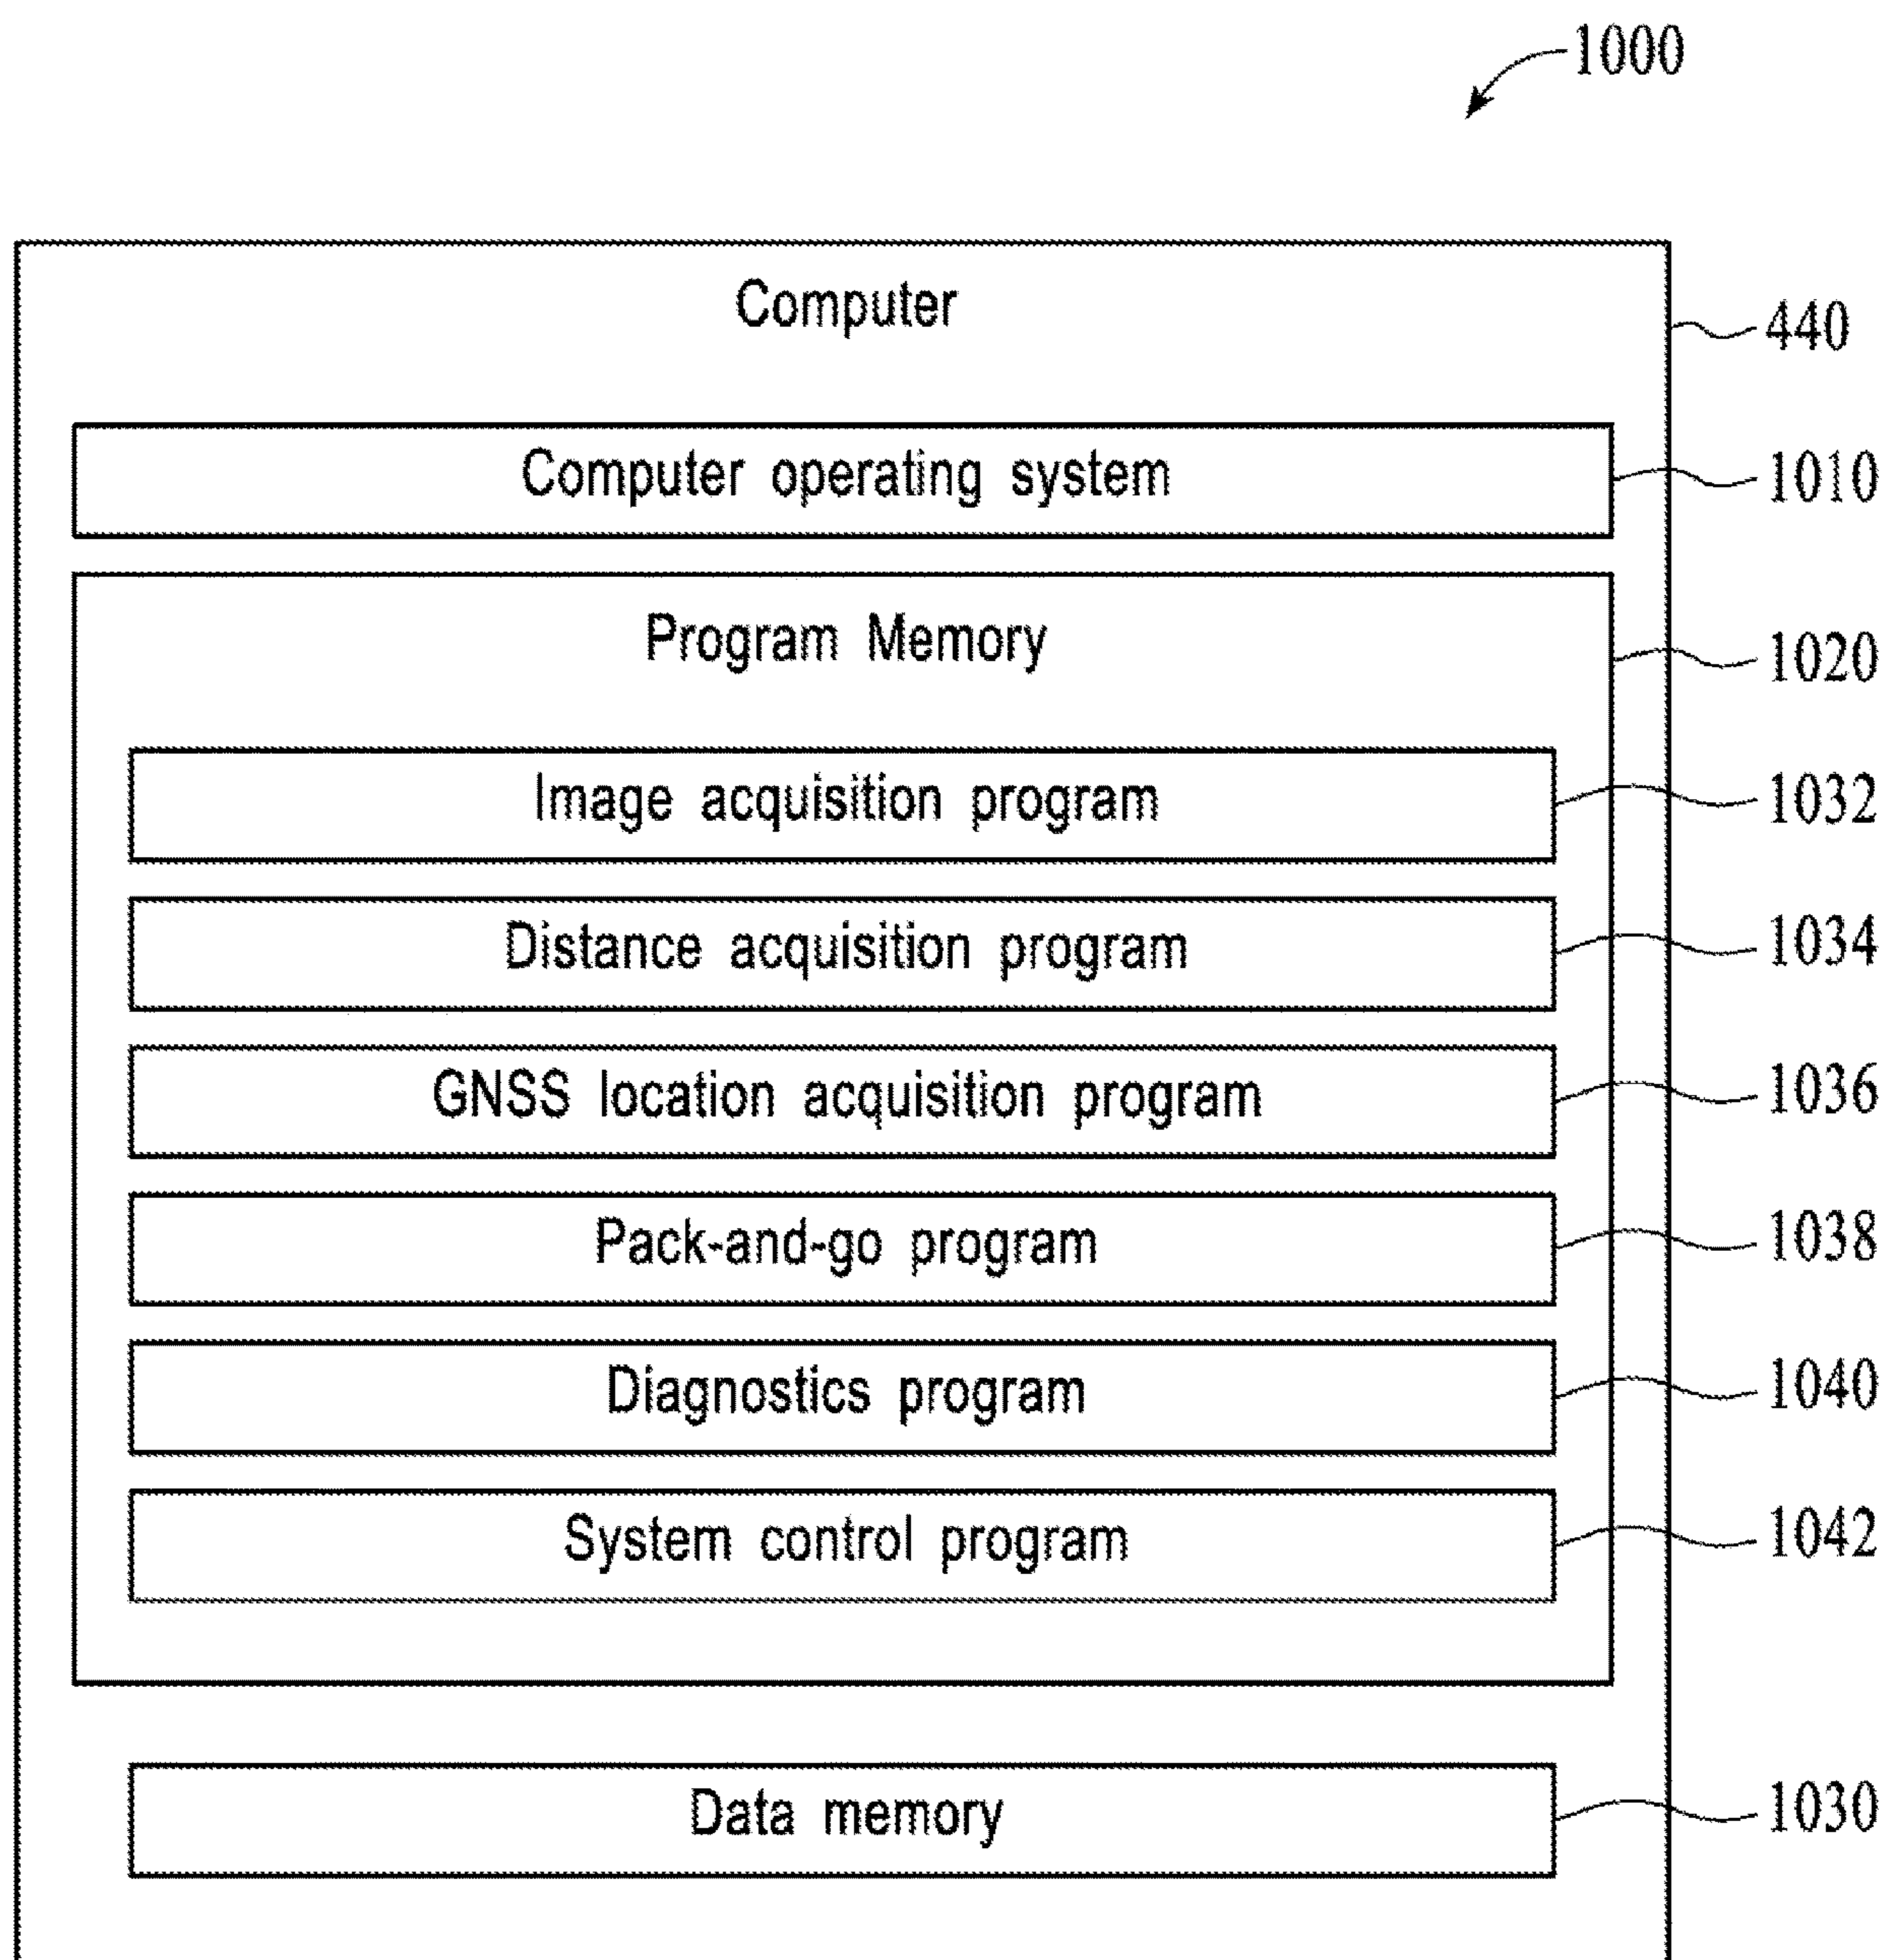 1000
Computer
440
Computer operating system
1010
Program Memory
1020
Image acquisition program
1032
Distance acquisition program
1034
GNSS location acquisition program
1036
Pack-and-go program
1038
Diagnostics program
1040
System control program
1042
Data memory
1030